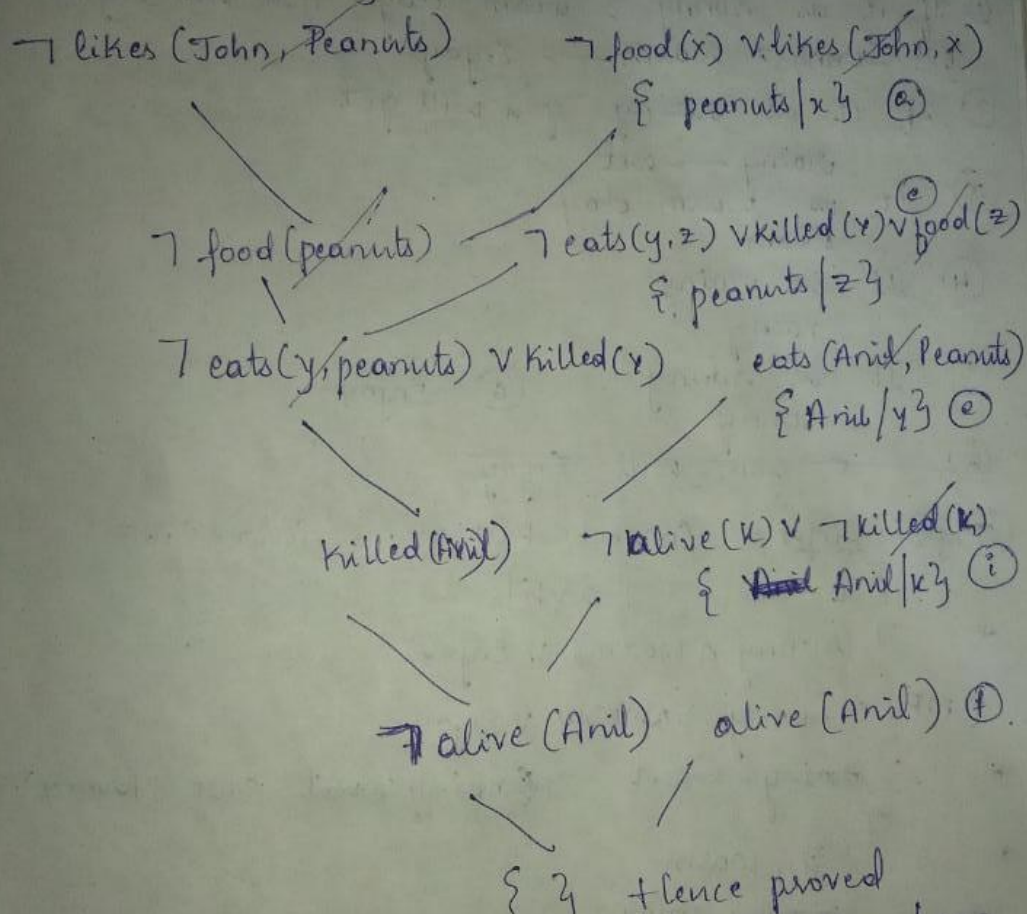 ¬ likes (John, Peanuts) ¬ food(x) V likes (John, x)
{ peanuts/x} ⓐ
¬ food (peanuts) ¬ eats(y, z) V killed (Y) V food (z) ⓒ
{ peanuts/z}
¬ eats(y, peanuts) V Killed(Y) eats (Anil, Peanuts)
{ Anil/y} ⓔ
Killed (Anil) ¬ alive (K) V ¬ killed (K)
{ Anil/k} ⓘ
¬ alive (Anil) alive (Anil) ⓕ.
{ } Hence proved